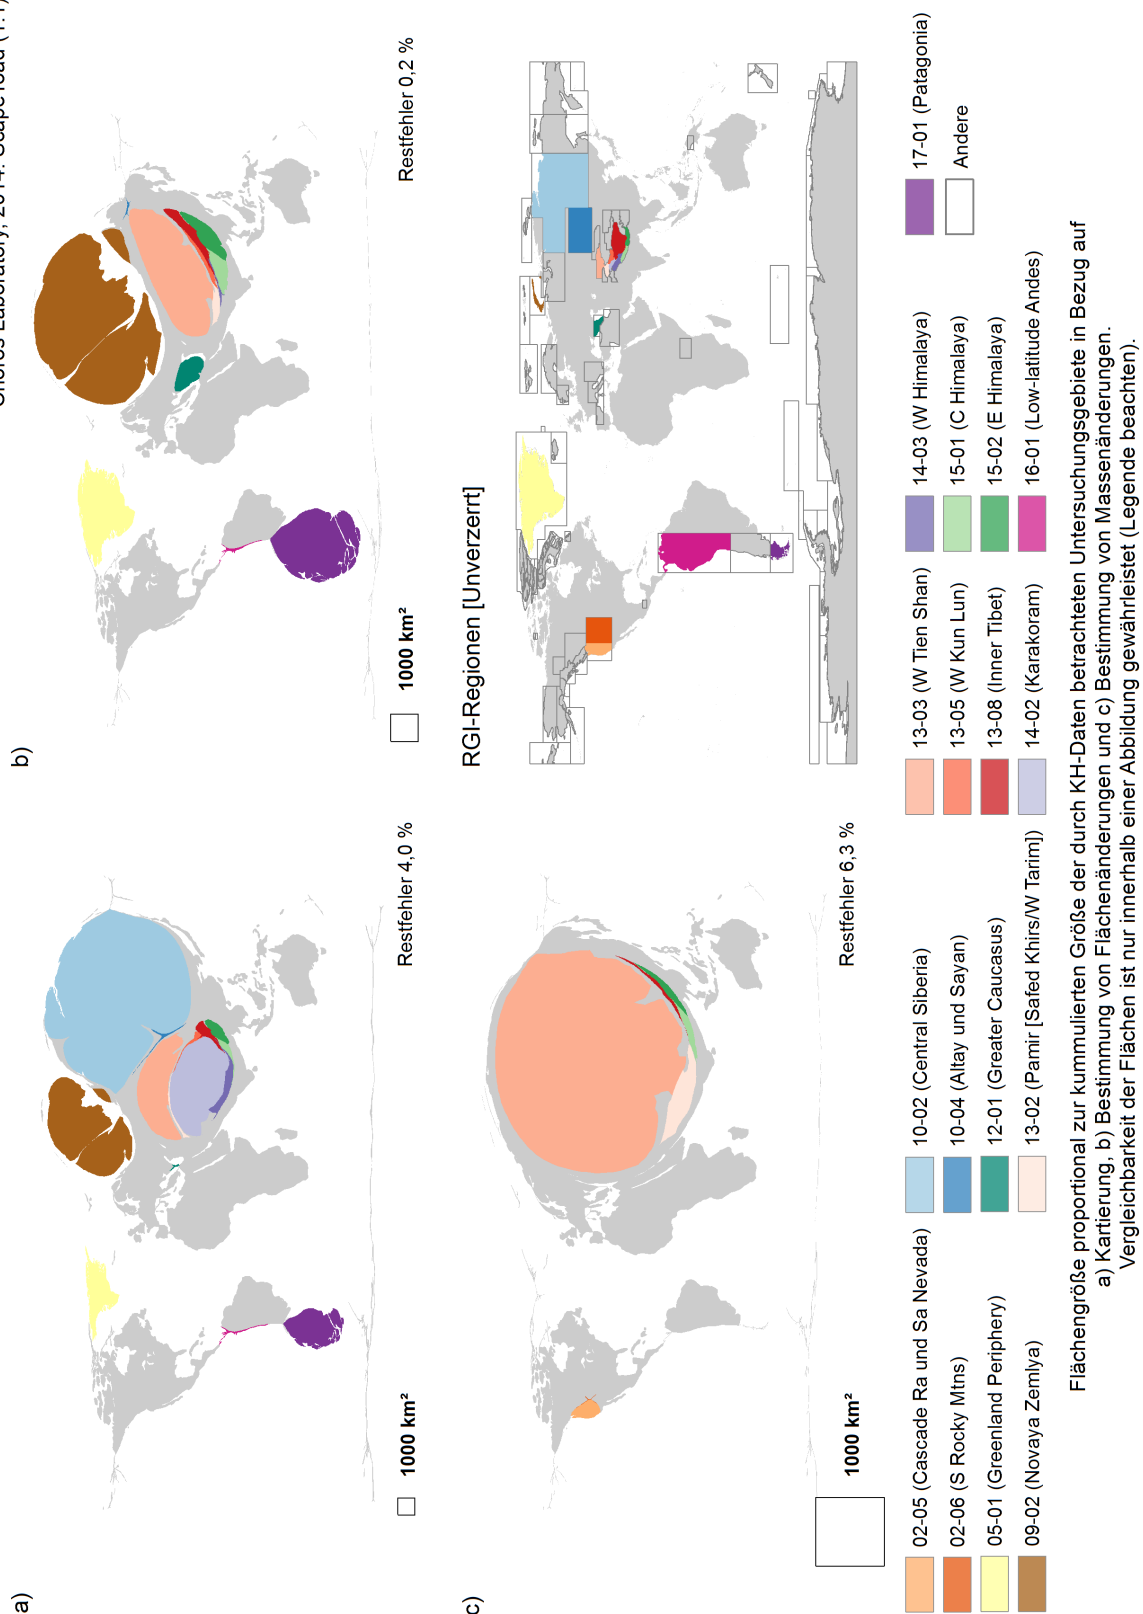 Choros Laboratory, 2014: Scape
a)
Restfehler 4,0 %
1000 km²
b)
Restfehler 0,2 %
1000 km²
c)
Restfehler 6,3 %
1000 km²
RGI-Regionen [Unverzerrt]
02-05 (Cascade Ra und Sa Nevada)
02-06 (S Rocky Mtns)
05-01 (Greenland Periphery)
09-02 (Novaya Zemlya)
10-02 (Central Siberia)
10-04 (Altay und Sayan)
12-01 (Greater Caucasus)
13-02 (Pamir [Safed Khirs/W Tarim])
13-03 (W Tien Shan)
13-05 (W Kun Lun)
13-08 (Inner Tibet)
14-02 (Karakoram)
14-03 (W Himalaya)
15-01 (C Himalaya)
15-02 (E Himalaya)
16-01 (Low-latitude Andes)
17-01 (Patagonia)
Andere
Flächengröße proportional zur kummulierten Größe der durch KH-Daten betrachteten Untersuchungsgebiete in Bezug auf
a) Kartierung, b) Bestimmung von Flächenänderungen und c) Bestimmung von Massenänderungen.
Vergleichbarkeit der Flächen ist nur innerhalb einer Abbildung gewährleistet (Legende beachten).